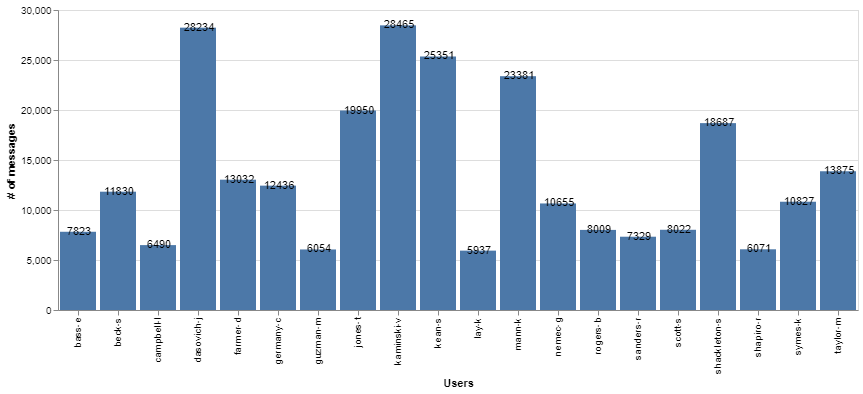 30,000
25,000
20,000
15,000
10,000
5,000
0
# of messages
7823
11830
6490
28234
13032
12436
6054
19950
28465
25351
5937
23381
10655
8009
7329
8022
18687
6071
10827
13875
bass-e
beck-s
campbell-l
dasovich-j
farmer-d
germany-c
guzman-m
jones-t
kaminski-v
kean-s
lay-k
mann-k
nemec-g
rogers-b
sanders-r
scott-s
shackleton-s
shapiro-r
symes-k
taylor-m
Users